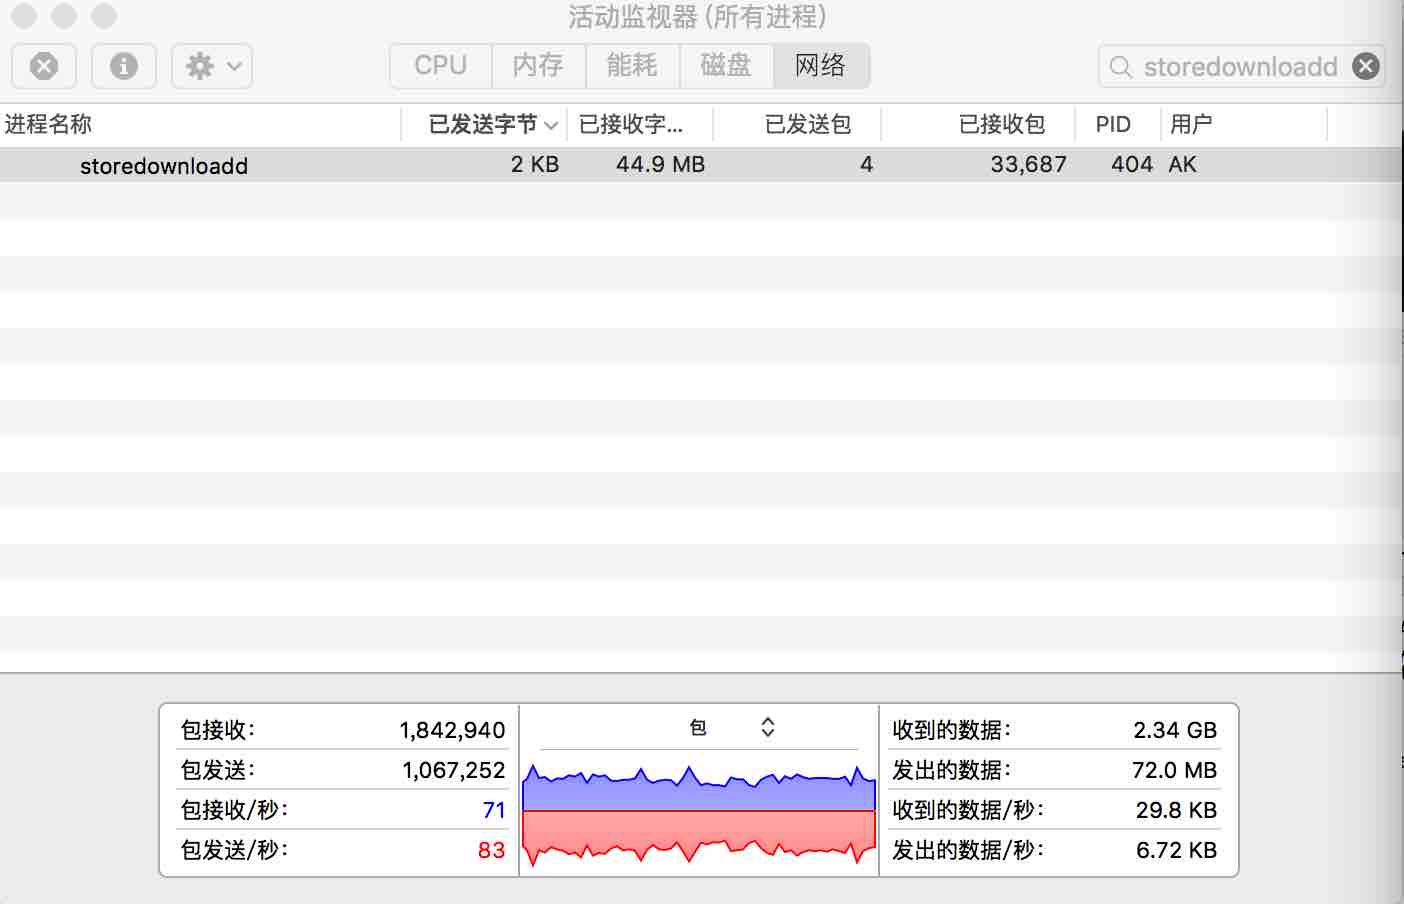 活动监视器 (所有进程)
CPU 内存 能耗 磁盘 网络 storedownloadd
进程名称 已发送字节 已接收字... 已发送包 已接收包 PID 用户
storedownloadd 2 KB 44.9 MB 4 33,687 404 AK
包接收: 1,842,940 包 收到的数据: 2.34 GB
包发送: 1,067,252 发出的数据: 72.0 MB
包接收/秒: 71 收到的数据/秒: 29.8 KB
包发送/秒: 83 发出的数据/秒: 6.72 KB